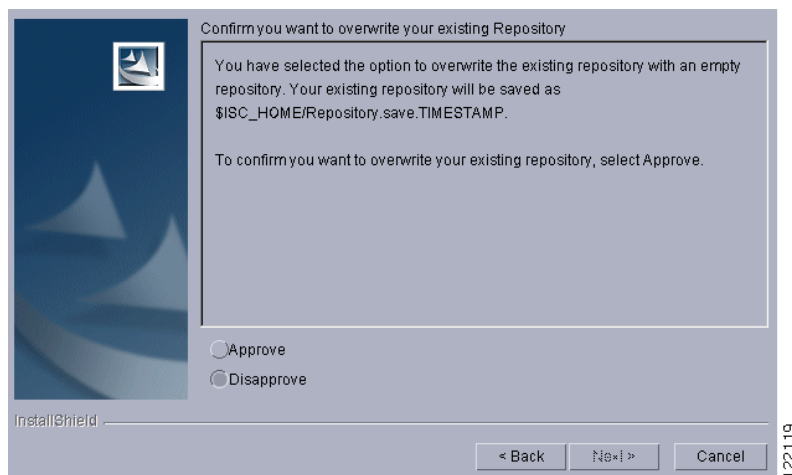 Confirm you want to overwrite your existing Repository
You have selected the option to overwrite the existing repository with an empty
repository. Your existing repository will be saved as
$ISC_HOME/Repository.save.TIMESTAMP.
To confirm you want to overwrite your existing repository, select Approve.
Approve
Disapprove
InstallShield
< Back
Next >
Cancel
122119